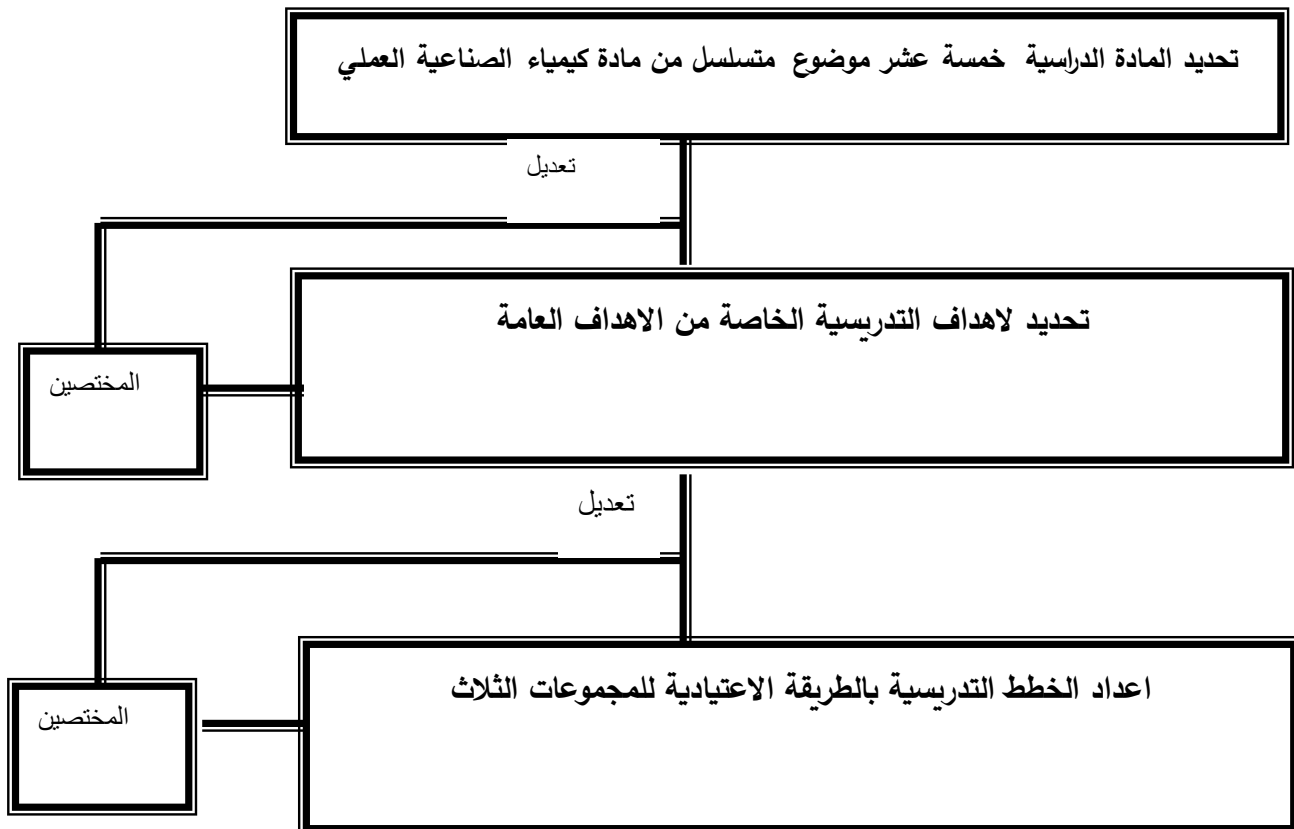 تحديد المادة الدراسية خمسة عشر موضوع متسلسل من مادة كيمياء الصناعية العملي
تعديل
تحديد لاهداف التدريسية الخاصة من الاهداف العامة
المختصين
تعديل
اعداد الخطط التدريسية بالطريقة الاعتيادية للمجموعات الثلاث
المختصين